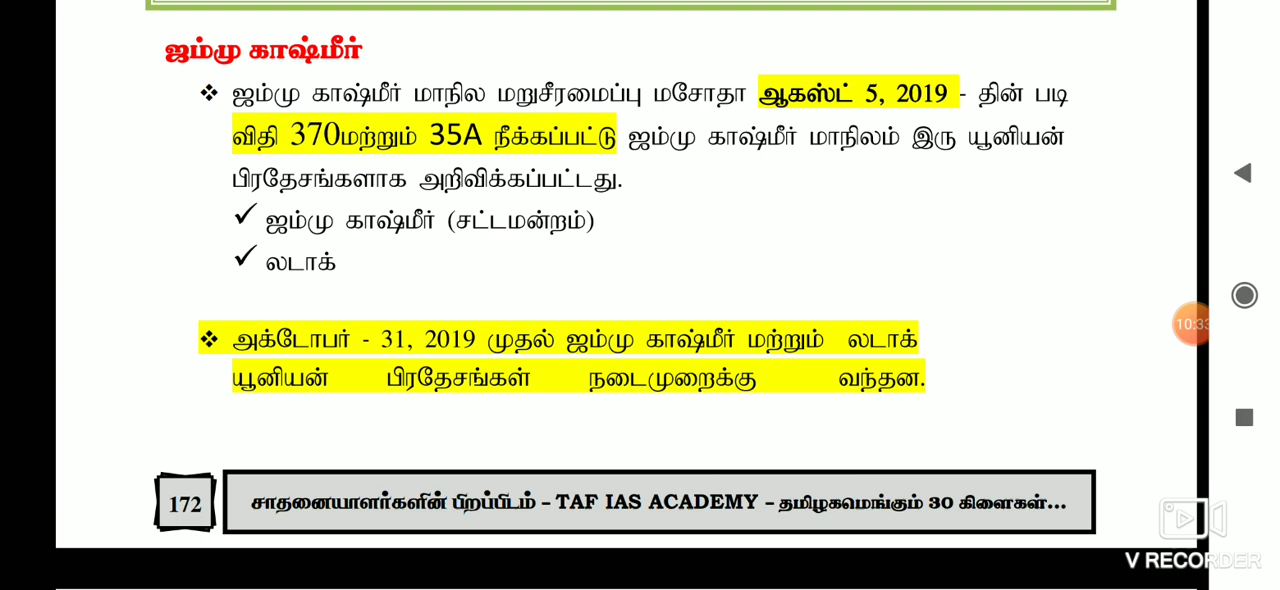 ஜம்மு காஷ்மீர்
❖ ஜம்மு காஷ்மீர் மாநில மறுசீரமைப்பு மசோதா ஆகஸ்ட் 5, 2019 - தின் படி
விதி 370மற்றும் 35A நீக்கப்பட்டு ஜம்மு காஷ்மீர் மாநிலம் இரு யூனியன்
பிரதேசங்களாக அறிவிக்கப்பட்டது.
✓ ஜம்மு காஷ்மீர் (சட்டமன்றம்)
✓ லடாக்
❖ அக்டோபர் - 31, 2019 முதல் ஜம்மு காஷ்மீர் மற்றும் லடாக்
யூனியன் பிரதேசங்கள் நடைமுறைக்கு வந்தன.
10:33
172
சாதனையாளர்களின் பிறப்பிடம் – TAF IAS ACADEMY – தமிழகமெங்கும் 30 கிளைகள்...
V RECORDER